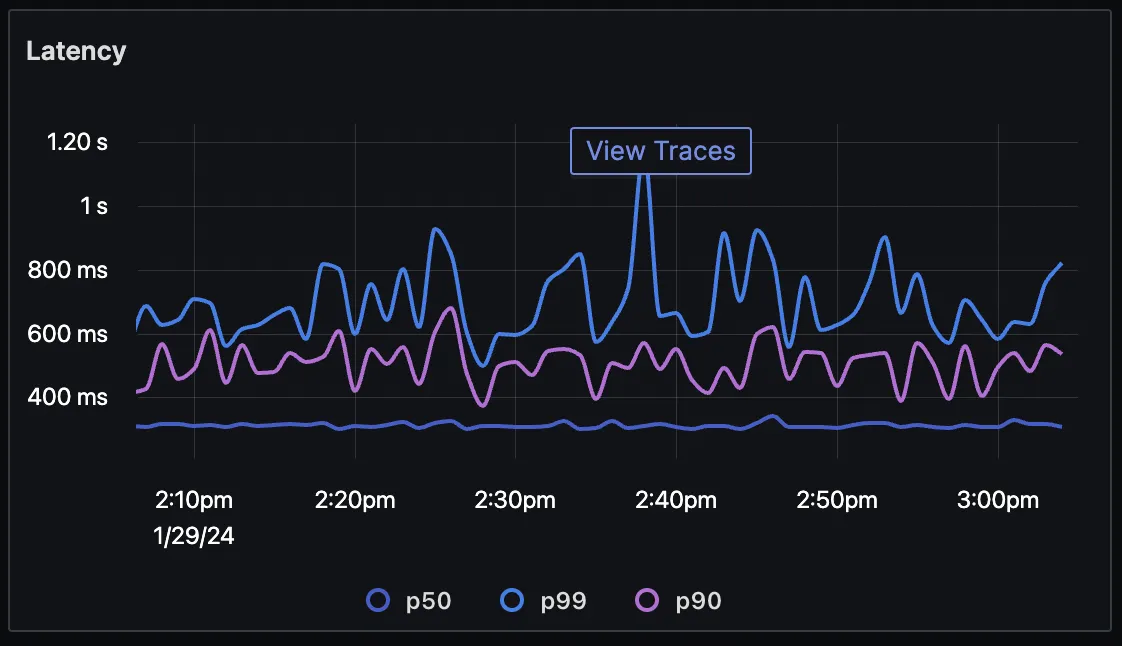 Latency
1.20 s
View Traces
1 s
800 ms
600 ms
400 ms
2:10pm 2:20pm 2:30pm 2:40pm 2:50pm 3:00pm
1/29/24
p50 p99 p90